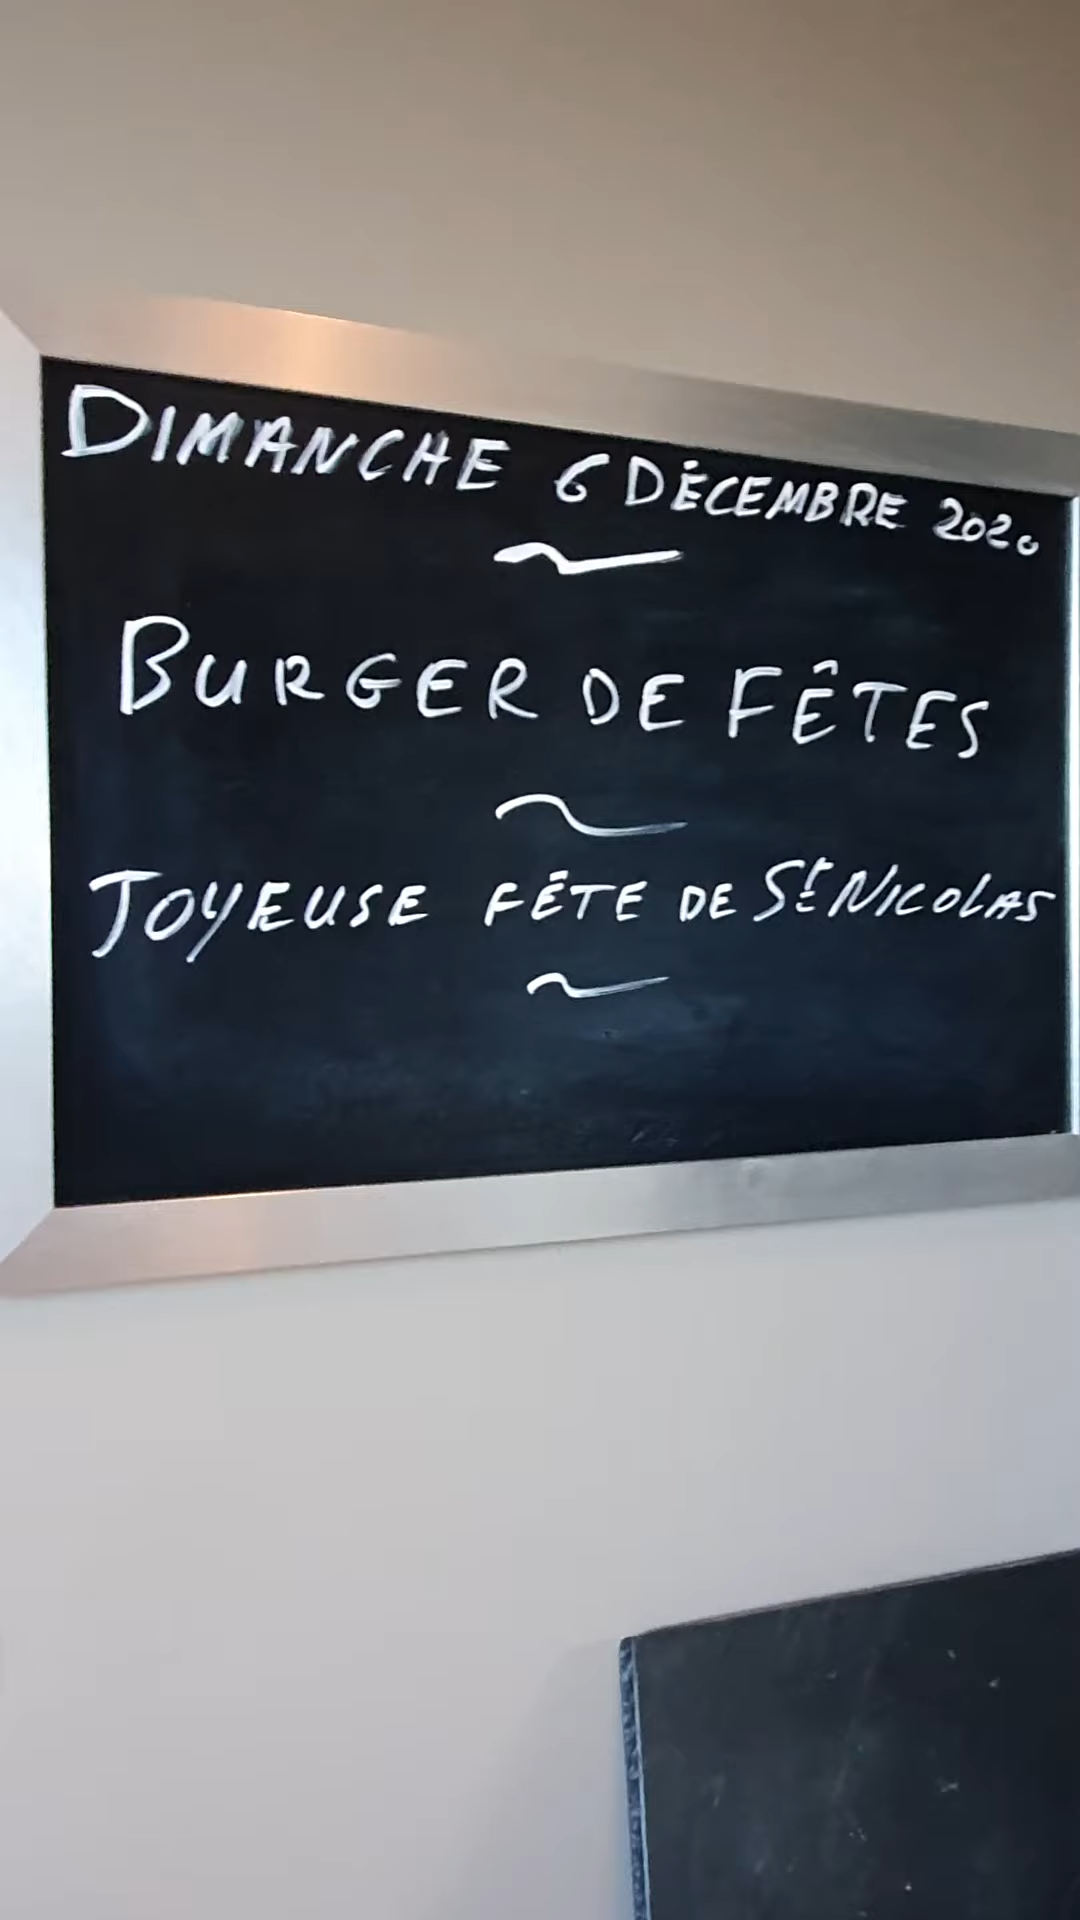 DIMANCHE 6 DÉCEMBRE 2020
~
BURGER DE FÊTES
~
JOYEUSE FÊTE DE St NICOLAS
~